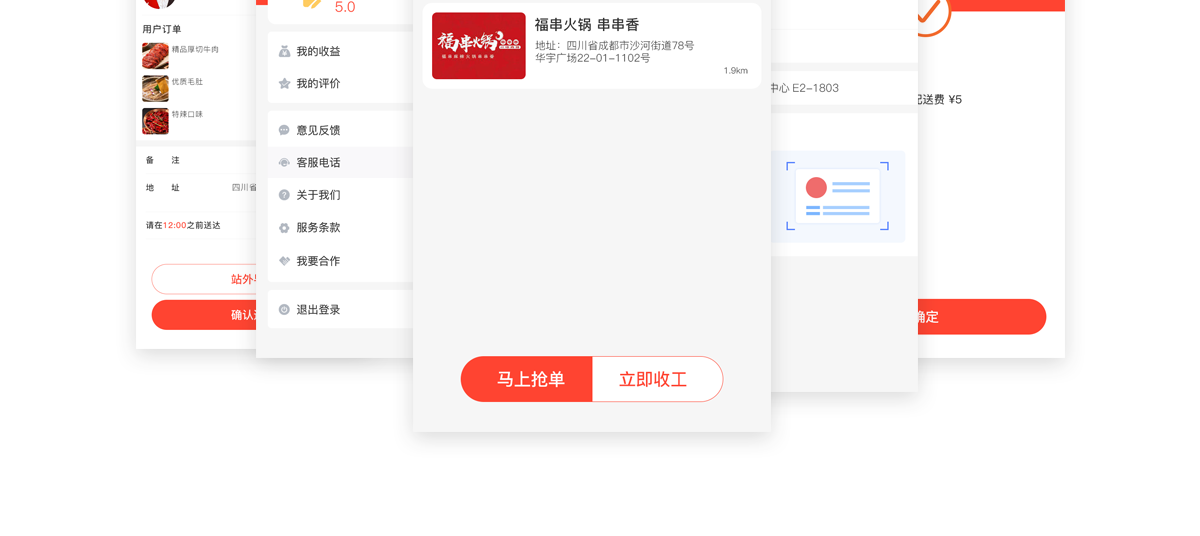 用户订单
精品厚切牛肉
优质毛肚
特辣口味
备 注
地 址
四川省
请在12:00之前送达
站外
确认
5.0
我的收益
我的评价
意见反馈
客服电话
关于我们
服务条款
我要合作
退出登录
福串火锅
福串火锅 串串香
地址：四川省成都市沙河街道78号
华宇广场22-01-1102号
1.9km
马上抢单
立即收工
中心 E2-1803
配送费 ¥5
确定